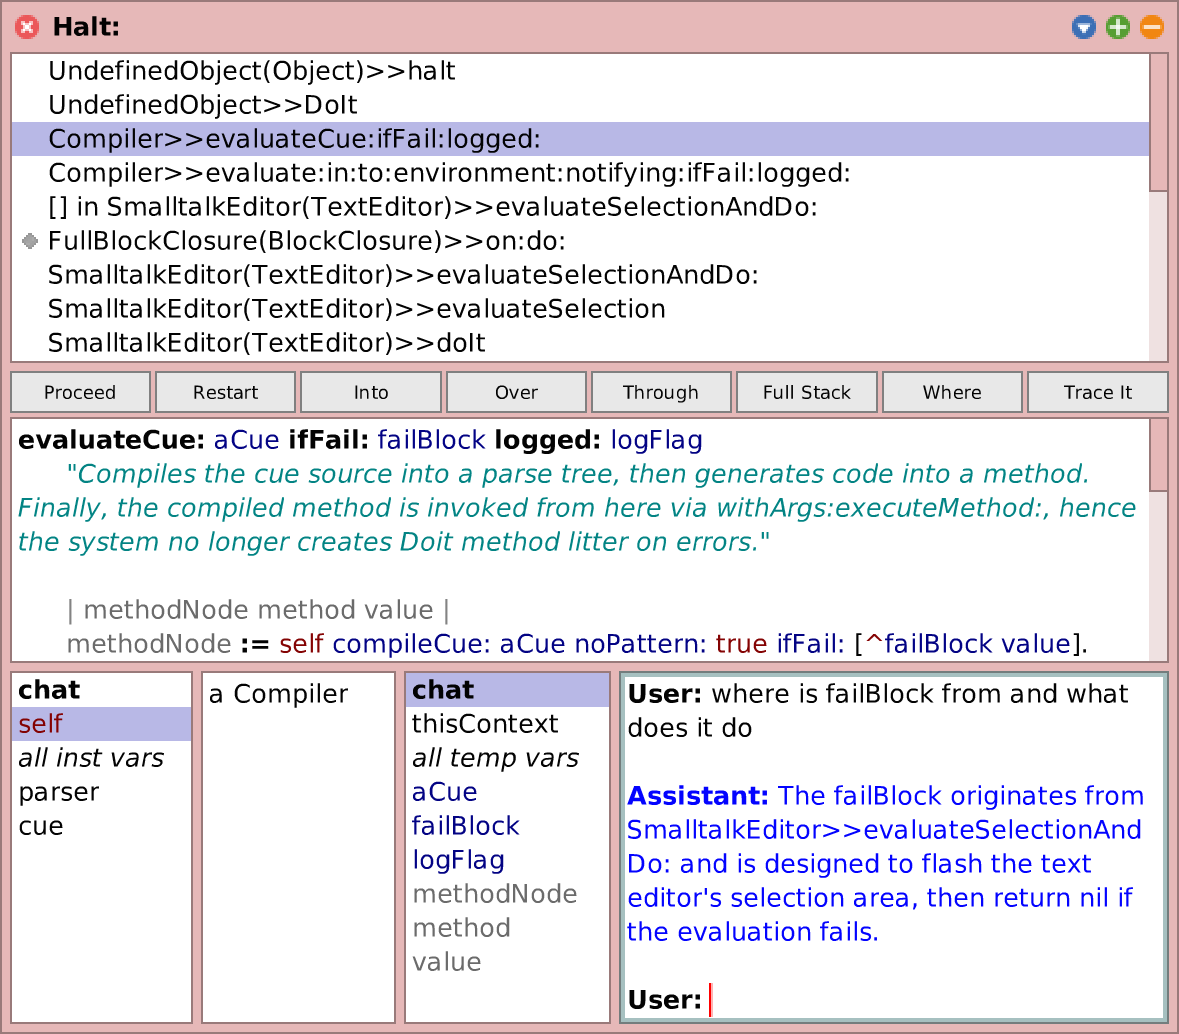 Halt:
UndefinedObject(Object)>>halt
UndefinedObject>>DoIt
Compiler>>evaluateCue:ifFail:logged:
Compiler>>evaluate:in:to:environment:notifying:ifFail:logged:
[] in SmalltalkEditor(TextEditor)>>evaluateSelectionAndDo:
FullBlockClosure(BlockClosure)>>on:do:
SmalltalkEditor(TextEditor)>>evaluateSelectionAndDo:
SmalltalkEditor(TextEditor)>>evaluateSelection
SmalltalkEditor(TextEditor)>>doIt
Proceed Restart Into Over Through Full Stack Where Trace It
evaluateCue: aCue ifFail: failBlock logged: logFlag
"Compiles the cue source into a parse tree, then generates code into a method.
Finally, the compiled method is invoked from here via withArgs:executeMethod:, hence
the system no longer creates Doit method litter on errors."
| methodNode method value |
methodNode := self compileCue: aCue noPattern: true ifFail: [^failBlock value].
chat
self
all inst vars
parser
cue
a Compiler
chat
thisContext
all temp vars
aCue
failBlock
logFlag
methodNode
method
value
User: where is failBlock from and what
does it do
Assistant: The failBlock originates from
SmalltalkEditor>>evaluateSelectionAnd
Do: and is designed to flash the text
editor's selection area, then return nil if
the evaluation fails.
User: